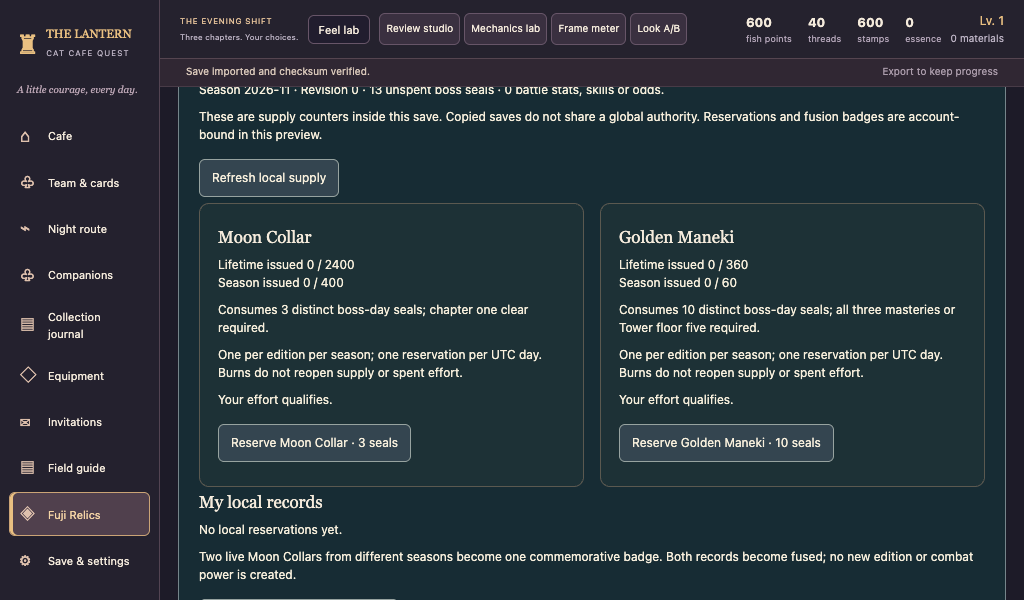 THE LANTERN
CAT CAFE QUEST
A little courage, every day.
Cafe
Team & cards
Night route
Companions
Collection
journal
Equipment
Invitations
Field guide
Fuji Relics
Save & settings
THE EVENING SHIFT
Three chapters. Your choices.
Feel lab
Review studio
Mechanics lab
Frame meter
Look A/B
600
fish points
40
threads
600
stamps
0
essence
Lv. 1
0 materials
Save imported and checksum verified.
Export to keep progress
Season 2026-11 · Revision 0 · 13 unspent boss seals · 0 battle stats, skills or odds.
These are supply counters inside this save. Copied saves do not share a global authority. Reservations and fusion badges are account-
bound in this preview.
Refresh local supply
Moon Collar
Lifetime issued 0 / 2400
Season issued 0 / 400
Consumes 3 distinct boss-day seals; chapter one clear
required.
One per edition per season; one reservation per UTC day.
Burns do not reopen supply or spent effort.
Your effort qualifies.
Reserve Moon Collar · 3 seals
Golden Maneki
Lifetime issued 0 / 360
Season issued 0 / 60
Consumes 10 distinct boss-day seals; all three masteries or
Tower floor five required.
One per edition per season; one reservation per UTC day.
Burns do not reopen supply or spent effort.
Your effort qualifies.
Reserve Golden Maneki · 10 seals
My local records
No local reservations yet.
Two live Moon Collars from different seasons become one commemorative badge. Both records become fused; no new edition or combat
power is created.